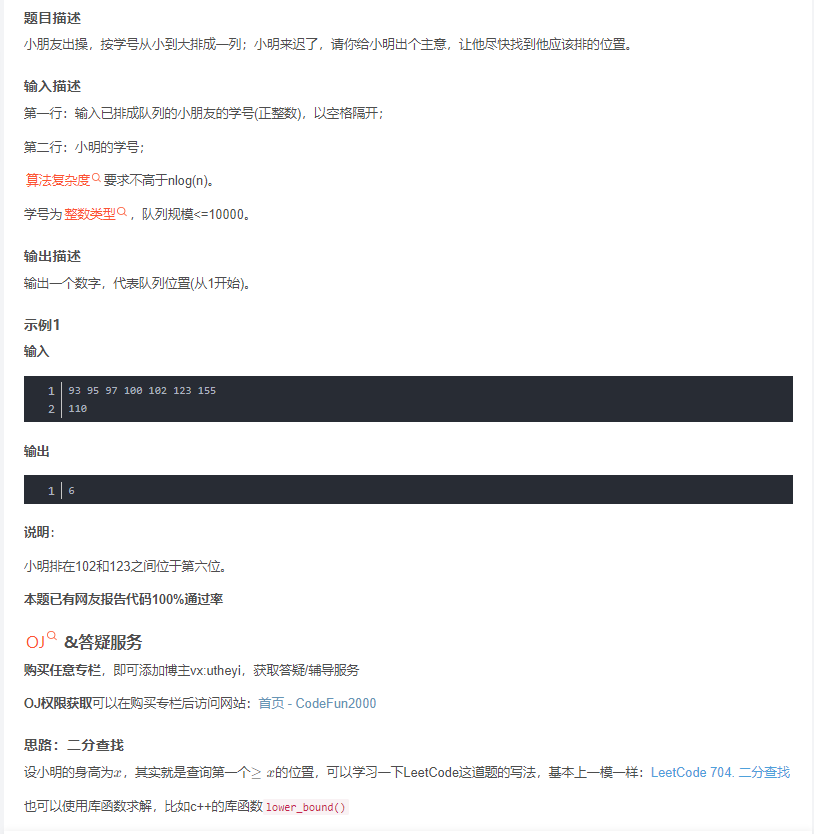 题目描述
小朋友出操，按学号从小到大排成一列；小明来迟了，请你给小明出个主意，让他尽快找到他应该排的位置。
输入描述
第一行：输入已排成队列的小朋友的学号(正整数)，以空格隔开；
第二行：小明的学号；
算法复杂度要求不高于nlog(n)。
学号为整数类型，队列规模<=10000。
输出描述
输出一个数字，代表队列位置(从1开始)。
示例1
输入
1 93 95 97 100 102 123 155
2 110
输出
1 6
说明：
小明排在102和123之间位于第六位。
本题已有网友报告代码100%通过率
OJ &答疑服务
购买任意专栏，即可添加博主vx:utheyi，获取答疑/辅导服务
OJ权限获取可以在购买专栏后访问网站：首页 - CodeFun2000
思路：二分查找
设小明的身高为x，其实就是查询第一个≥ x的位置，可以学习一下LeetCode这道题的写法，基本上一模一样：LeetCode 704. 二分查找
也可以使用库函数求解，比如c++的库函数 lower_bound()